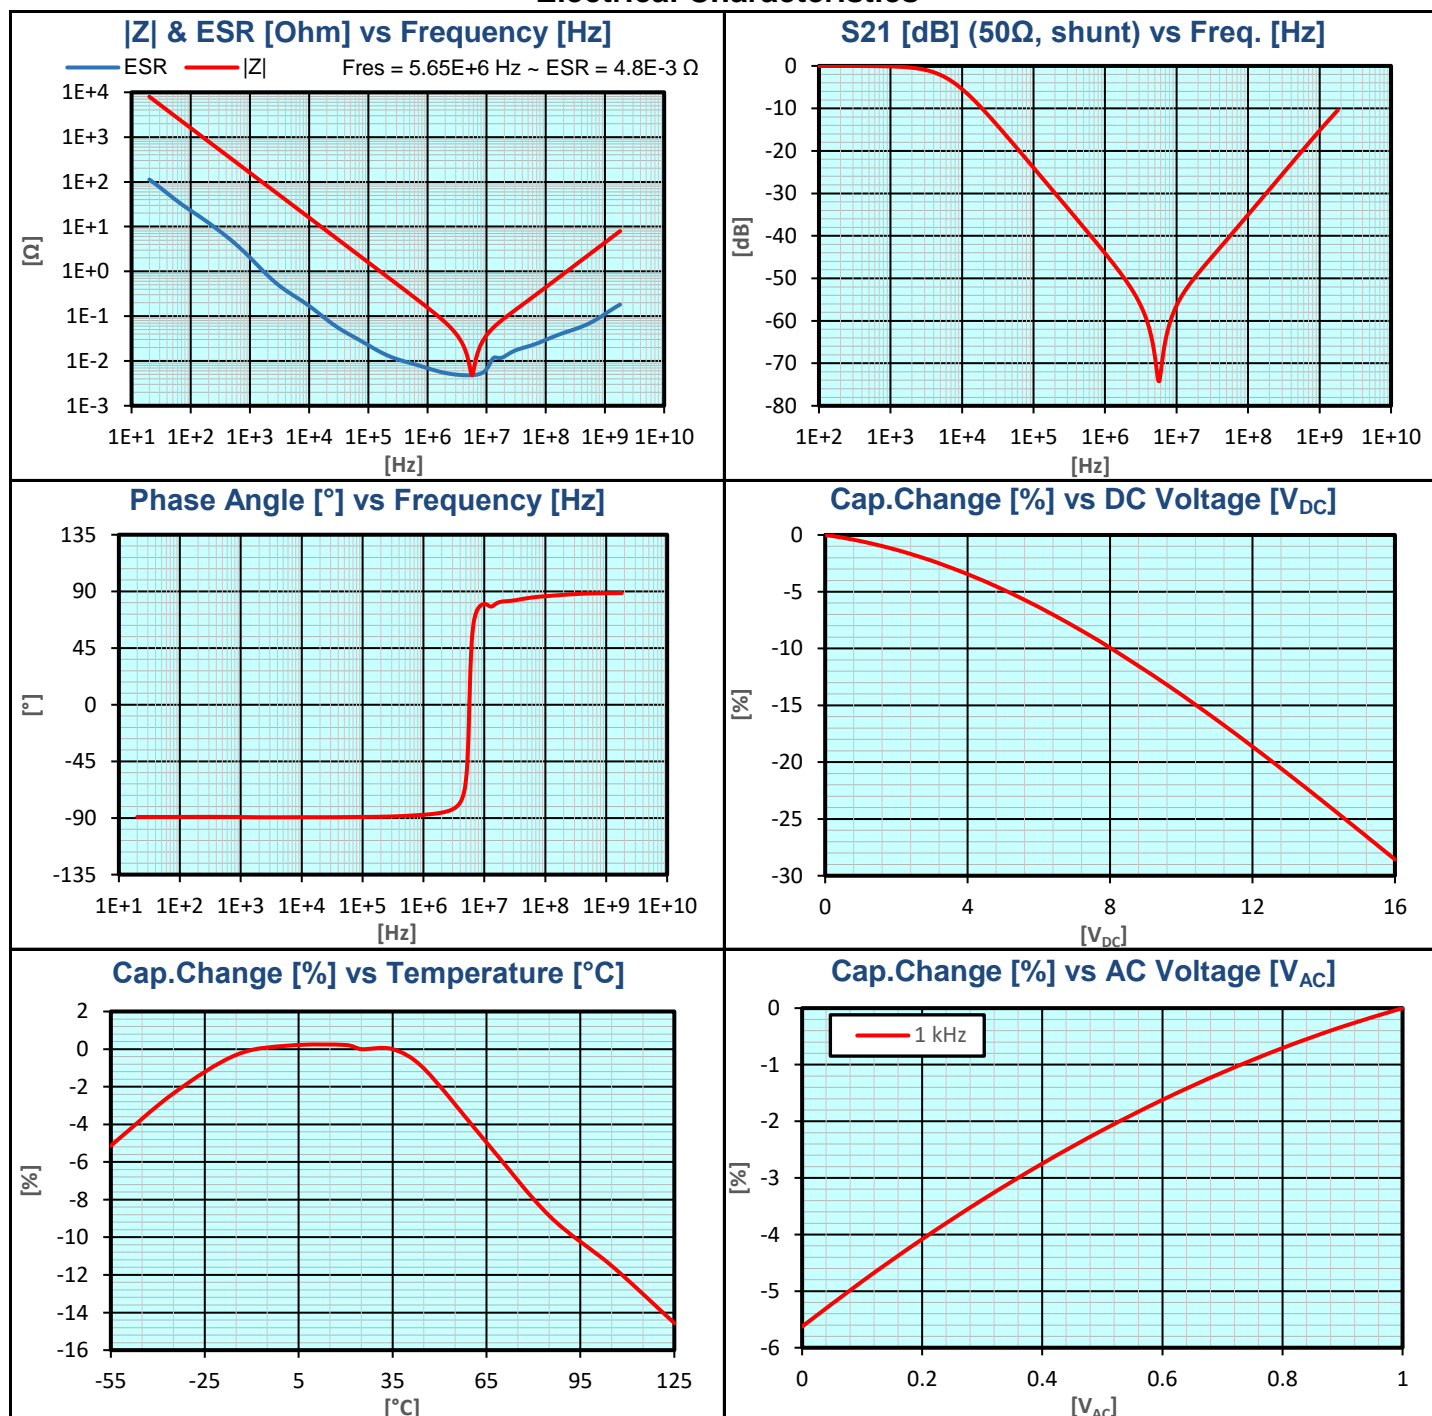 |Z| & ESR [Ohm] vs Frequency [Hz]
ESR |Z| Fres = 5.65E+6 Hz ~ ESR = 4.8E-3 Ω
1E+4
1E+3
1E+2
1E+1
1E+0
1E-1
1E-2
1E-3
[Ω]
1E+1 1E+2 1E+3 1E+4 1E+5 1E+6 1E+7 1E+8 1E+9 1E+10
[Hz]
S21 [dB] (50Ω, shunt) vs Freq. [Hz]
0
-10
-20
-30
-40
-50
-60
-70
-80
[dB]
1E+2 1E+3 1E+4 1E+5 1E+6 1E+7 1E+8 1E+9 1E+10
[Hz]
Phase Angle [°] vs Frequency [Hz]
135
90
45
0
-45
-90
-135
[°]
1E+1 1E+2 1E+3 1E+4 1E+5 1E+6 1E+7 1E+8 1E+9 1E+10
[Hz]
Cap.Change [%] vs DC Voltage [VDC]
0
-5
-10
-15
-20
-25
-30
[%]
0 4 8 12 16
[VDC]
Cap.Change [%] vs Temperature [°C]
2
0
-2
-4
-6
-8
-10
-12
-14
-16
[%]
-55 -25 5 35 65 95 125
[°C]
Cap.Change [%] vs AC Voltage [VAC]
1 kHz
0
-1
-2
-3
-4
-5
-6
[%]
0 0.2 0.4 0.6 0.8 1
[VAC]